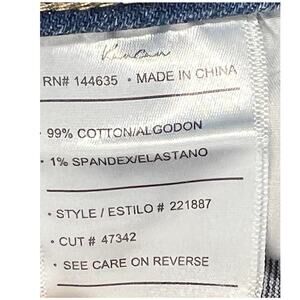 RN# 144635 • MADE IN CHINA
• 99% COTTON/ALGODON
• 1% SPANDEX/ELASTANO
• STYLE / ESTILO # 221887
• CUT # 47342
• SEE CARE ON REVERSE